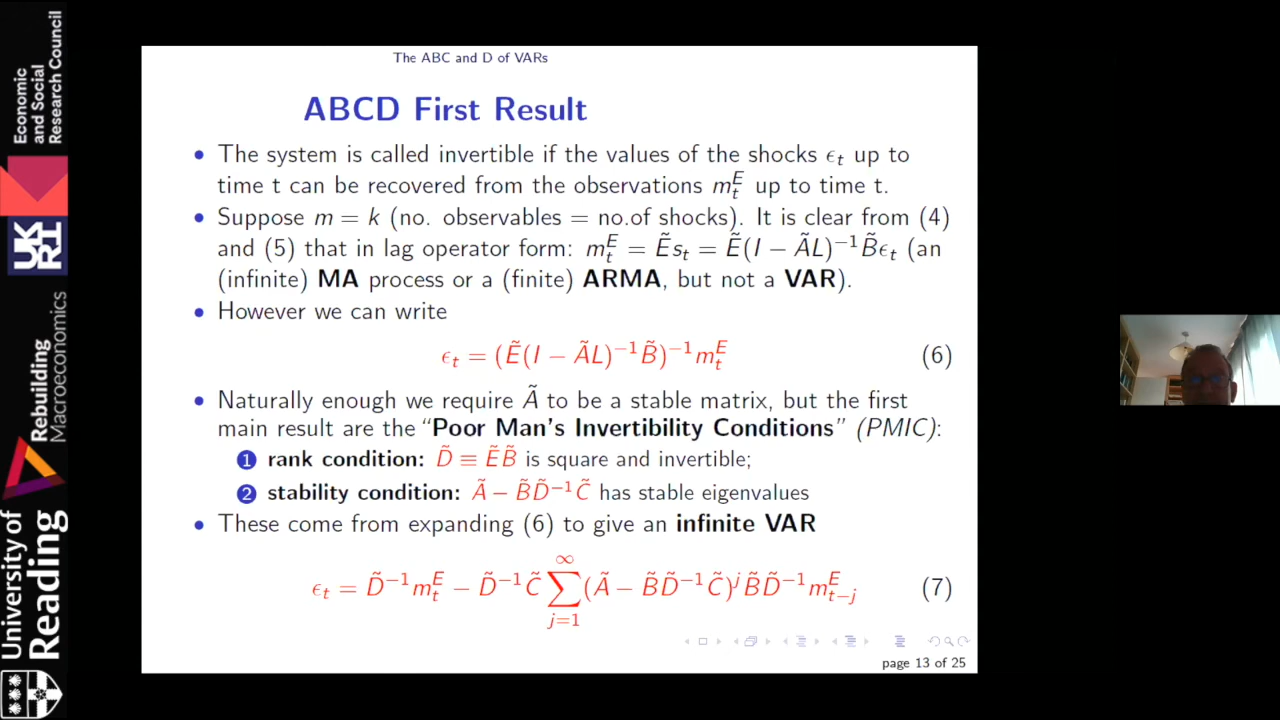 The ABC and D of VARs
ABCD First Result
• The system is called invertible if the values of the shocks ϵ_t up to
time t can be recovered from the observations m_t^E up to time t.
• Suppose m = k (no. observables = no.of shocks). It is clear from (4)
and (5) that in lag operator form: m_t^E = Ẽs_t = Ẽ(I − ÃL)^{−1}B̃ϵ_t (an
(infinite) MA process or a (finite) ARMA, but not a VAR).
• However we can write
ϵ_t = (Ẽ(I − ÃL)^{−1}B̃)^{−1}m_t^E (6)
• Naturally enough we require Ã to be a stable matrix, but the first
main result are the “Poor Man's Invertibility Conditions” (PMIC):
1 rank condition: D̃ ≡ ẼB̃ is square and invertible;
2 stability condition: Ã − B̃D̃^{−1}C̃ has stable eigenvalues
• These come from expanding (6) to give an infinite VAR
ϵ_t = D̃^{−1}m_t^E − D̃^{−1}C̃ ∑_{j=1}^{∞}(Ã − B̃D̃^{−1}C̃)^j B̃D̃^{−1}m_{t−j}^E (7)
page 13 of 25
Economic
and Social
Research Council
UKRI
Rebuilding
Macroeconomics
University of
Reading